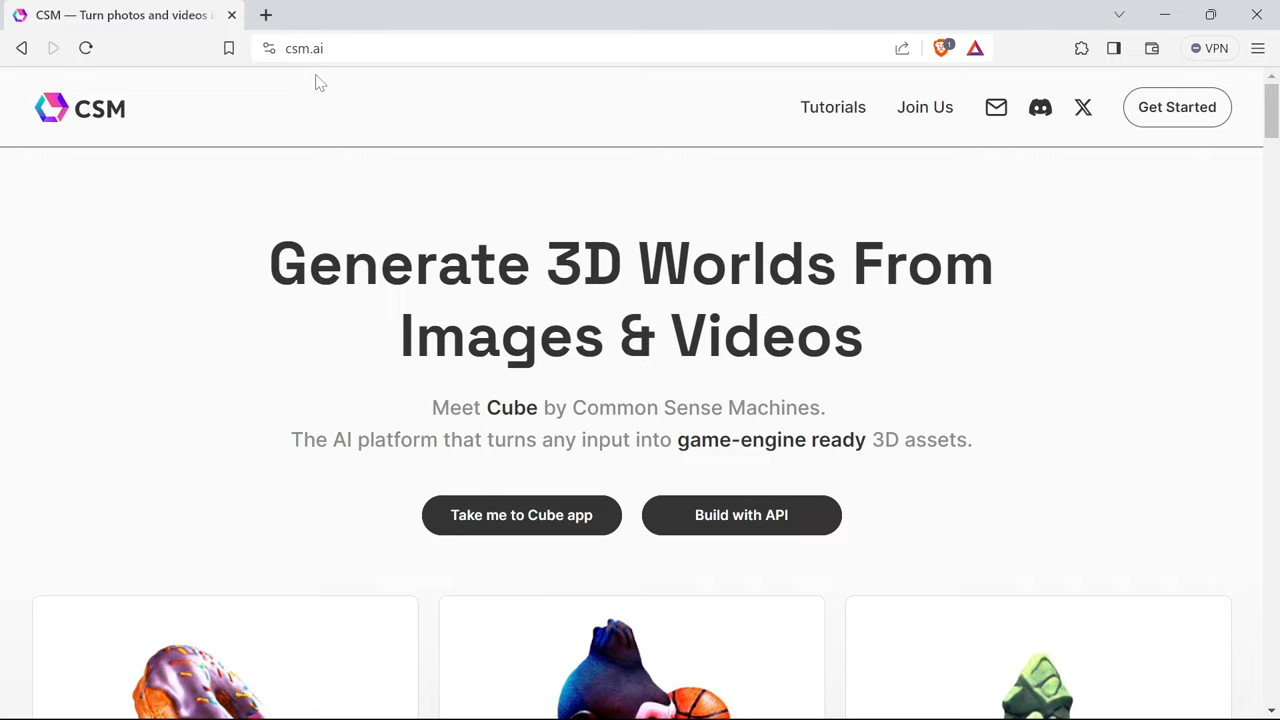 CSM — Turn photos and videos i
csm.ai
1
VPN
CSM
Tutorials
Join Us
Get Started
Generate 3D Worlds From
Images & Videos
Meet Cube by Common Sense Machines.
The AI platform that turns any input into game-engine ready 3D assets.
Take me to Cube app
Build with API